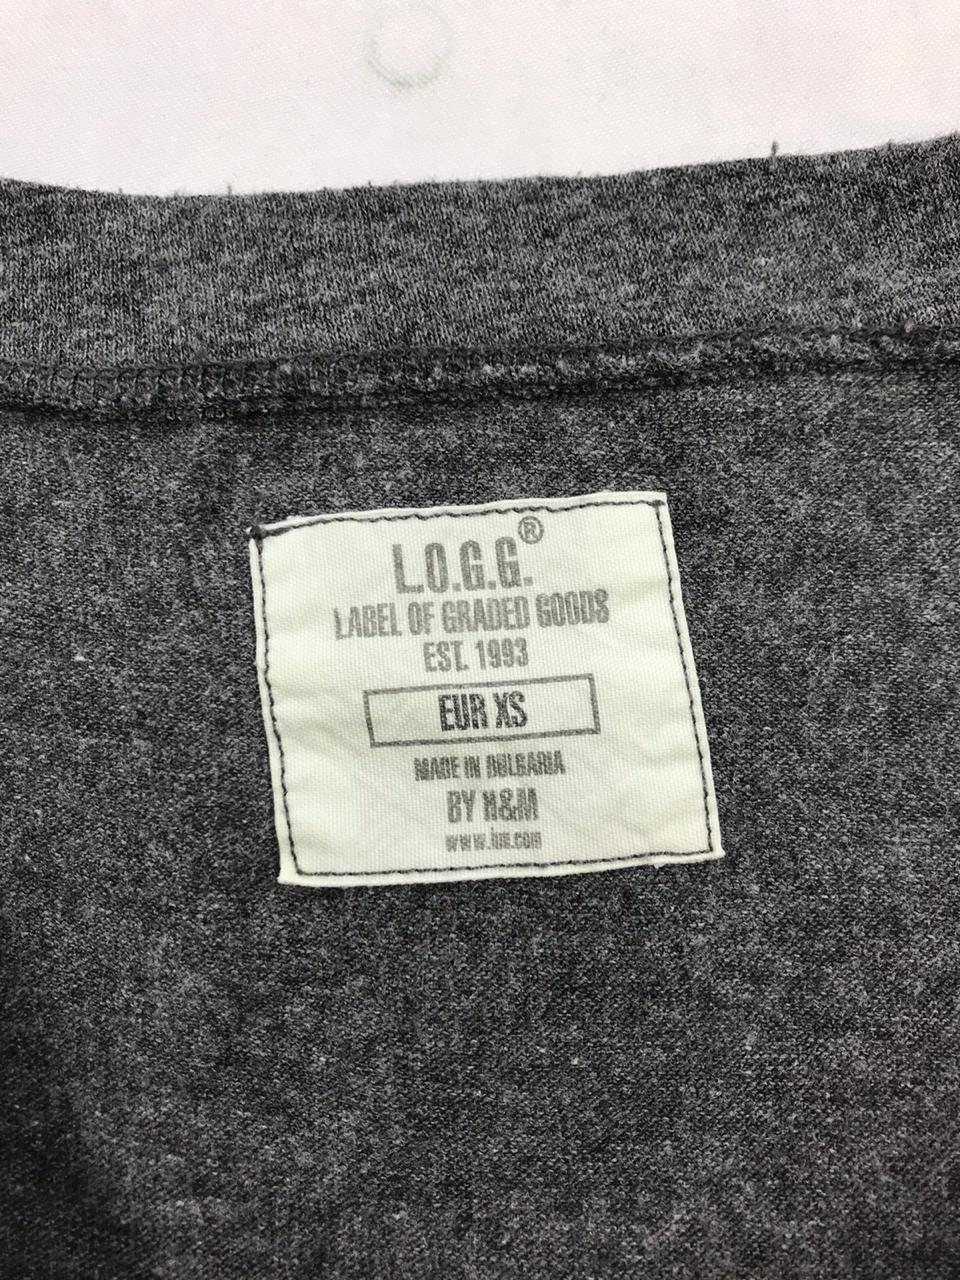 L.O.G.G.®
LABEL OF GRADED GOODS
EST. 1993
EUR XS
MADE IN BULGARIA
BY H&M
www.hm.com